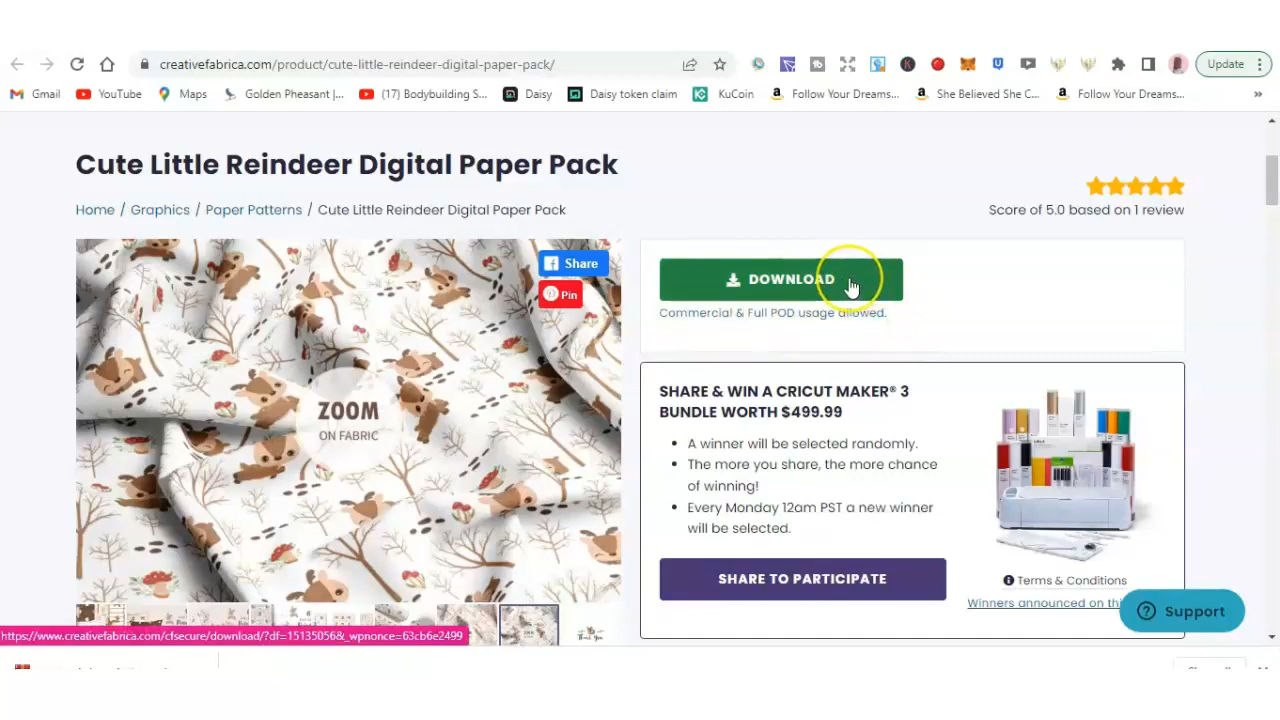 creativefabrica.com/product/cute-little-reindeer-digital-paper-pack/
Update
Gmail
YouTube
Maps
Golden Pheasant |...
(17) Bodybuilding S...
Daisy
Daisy token claim
KuCoin
Follow Your Dreams...
She Believed She C...
Follow Your Dreams...
»
Cute Little Reindeer Digital Paper Pack
Home / Graphics / Paper Patterns / Cute Little Reindeer Digital Paper Pack
Score of 5.0 based on 1 review
Share
Pin
ZOOM
ON FABRIC
DOWNLOAD
Commercial & Full POD usage allowed.
SHARE & WIN A CRICUT MAKER® 3
BUNDLE WORTH $499.99
• A winner will be selected randomly.
• The more you share, the more chance
of winning!
• Every Monday 12am PST a new winner
will be selected.
SHARE TO PARTICIPATE
Terms & Conditions
Winners announced on
Support
https://www.creativefabrica.com/cfsecure/download/?df=15135056&_wpnonce=63cb6e2499